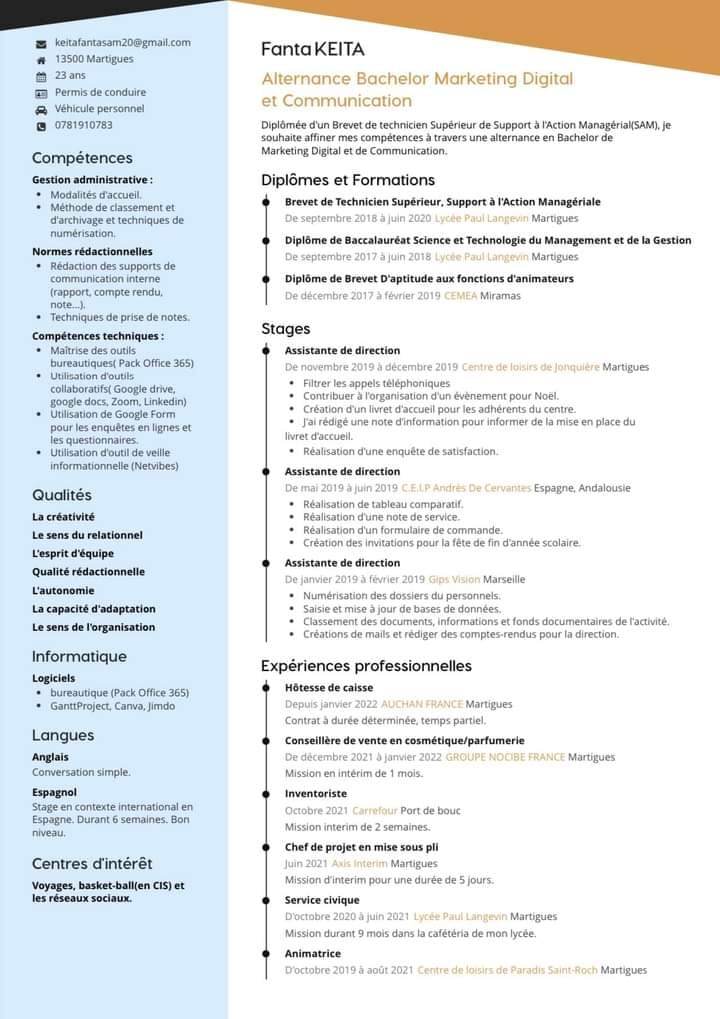 keitafantasam20@gmail.com
13500 Martigues
23 ans
Permis de conduire
Véhicule personnel
0781910783
Compétences
Gestion administrative :
• Modalités d'accueil.
• Méthode de classement et
d'archivage et techniques de
numérisation.
Normes rédactionnelles
• Rédaction des supports de
communication interne
(rapport, compte rendu,
note...).
• Techniques de prise de notes.
Compétences techniques :
• Maîtrise des outils
bureautiques( Pack Office 365)
• Utilisation d'outils
collaboratifs( Google drive,
google docs, Zoom, Linkedin)
• Utilisation de Google Form
pour les enquêtes en lignes et
les questionnaires.
• Utilisation d'outil de veille
informationnelle (Netvibes)
Qualités
La créativité
Le sens du relationnel
L'esprit d'équipe
Qualité rédactionnelle
L'autonomie
La capacité d'adaptation
Le sens de l'organisation
Informatique
Logiciels
• bureautique (Pack Office 365)
• GanttProject, Canva, Jimdo
Langues
Anglais
Conversation simple.
Espagnol
Stage en contexte international en
Espagne. Durant 6 semaines. Bon
niveau.
Centres d'intérêt
Voyages, basket-ball(en CIS) et
les réseaux sociaux.
Fanta KEITA
Alternance Bachelor Marketing Digital
et Communication
Diplômée d'un Brevet de technicien Supérieur de Support à l'Action Managérial(SAM), je
souhaite affiner mes compétences à travers une alternance en Bachelor de
Marketing Digital et de Communication.
Diplômes et Formations
Brevet de Technicien Supérieur, Support à l'Action Managériale
De septembre 2018 à juin 2020 Lycée Paul Langevin Martigues
Diplôme de Baccalauréat Science et Technologie du Management et de la Gestion
De septembre 2017 à juin 2018 Lycée Paul Langevin Martigues
Diplôme de Brevet D'aptitude aux fonctions d'animateurs
De décembre 2017 à février 2019 CEMEA Miramas
Stages
Assistante de direction
De novembre 2019 à décembre 2019 Centre de loisirs de Jonquière Martigues
• Filtrer les appels téléphoniques
• Contribuer à l'organisation d'un évènement pour Noël.
• Création d'un livret d'accueil pour les adhérents du centre.
• J'ai rédigé une note d'information pour informer de la mise en place du
livret d'accueil.
• Réalisation d'une enquête de satisfaction.
Assistante de direction
De mai 2019 à juin 2019 C.E.I.P Andrès De Cervantes Espagne, Andalousie
• Réalisation de tableau comparatif.
• Réalisation d'une note de service.
• Réalisation d'un formulaire de commande.
• Création des invitations pour la fête de fin d'année scolaire.
Assistante de direction
De janvier 2019 à février 2019 Gips Vision Marseille
• Numérisation des dossiers du personnels.
• Saisie et mise à jour de bases de données.
• Classement des documents, informations et fonds documentaires de l'activité.
• Créations de mails et rédiger des comptes-rendus pour la direction.
Expériences professionnelles
Hôtesse de caisse
Depuis janvier 2022 AUCHAN FRANCE Martigues
Contrat à durée déterminée, temps partiel.
Conseillère de vente en cosmétique/parfumerie
De décembre 2021 à janvier 2022 GROUPE NOCIBE FRANCE Martigues
Mission en intérim de 1 mois.
Inventoriste
Octobre 2021 Carrefour Port de bouc
Mission interim de 2 semaines.
Chef de projet en mise sous pli
Juin 2021 Axis Interim Martigues
Mission d'interim pour une durée de 5 jours.
Service civique
D'octobre 2020 à juin 2021 Lycée Paul Langevin Martigues
Mission durant 9 mois dans la cafétéria de mon lycée.
Animatrice
D'octobre 2019 à août 2021 Centre de loisirs de Paradis Saint-Roch Martigues